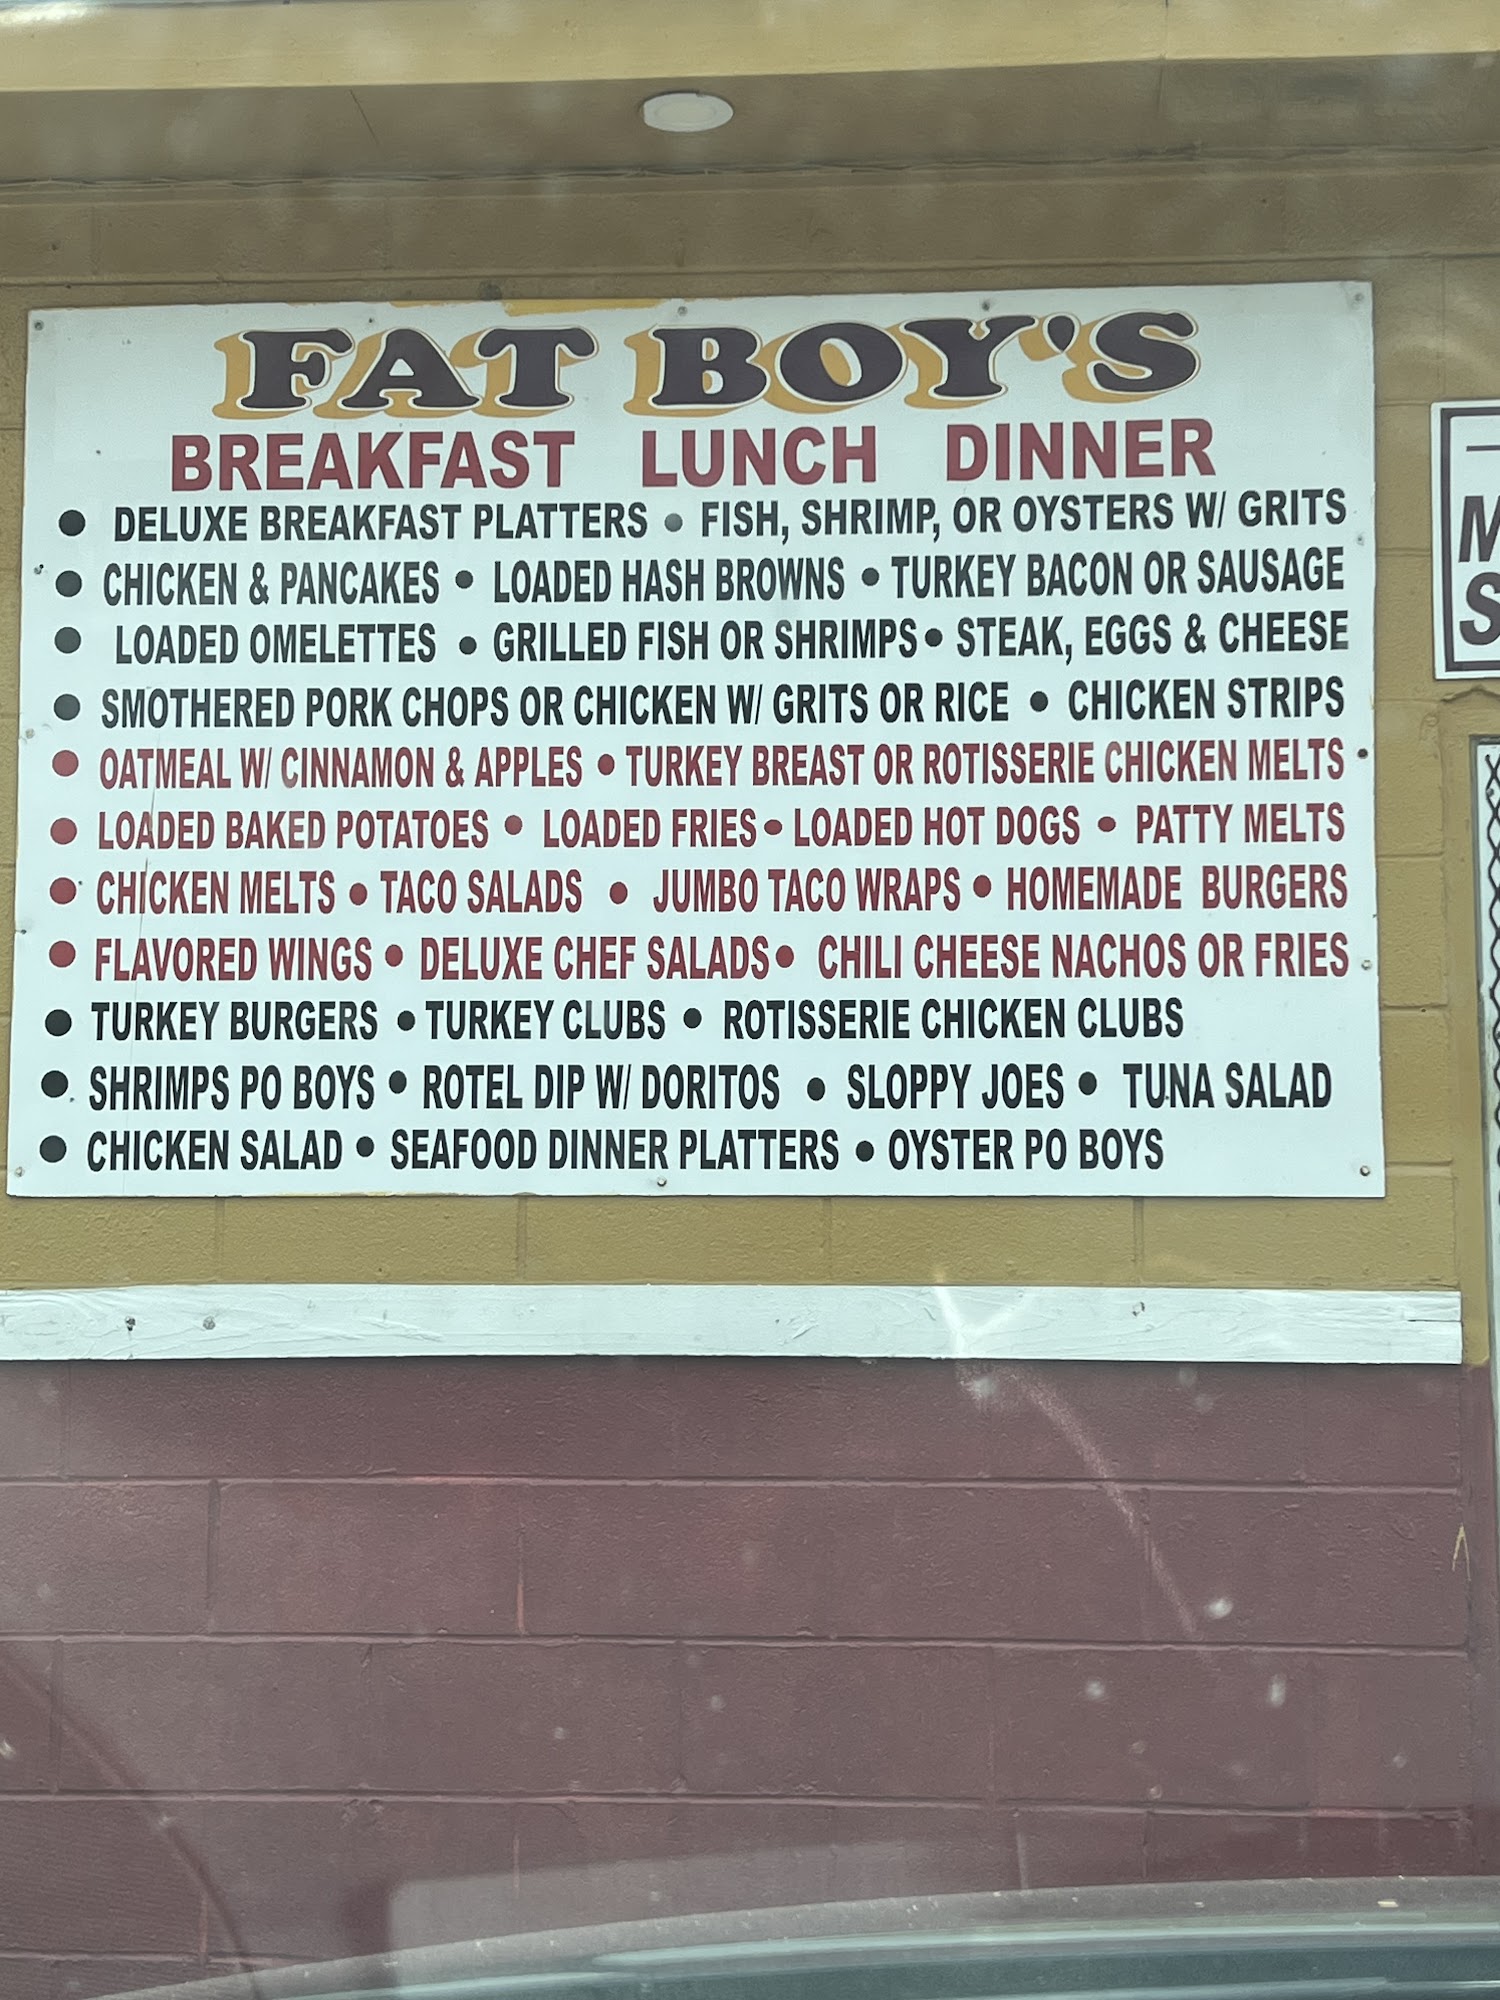 FAT BOY'S
BREAKFAST LUNCH DINNER
• DELUXE BREAKFAST PLATTERS • FISH, SHRIMP, OR OYSTERS W/ GRITS
• CHICKEN & PANCAKES • LOADED HASH BROWNS • TURKEY BACON OR SAUSAGE
• LOADED OMELETTES • GRILLED FISH OR SHRIMPS • STEAK, EGGS & CHEESE
• SMOTHERED PORK CHOPS OR CHICKEN W/ GRITS OR RICE • CHICKEN STRIPS
• OATMEAL W/ CINNAMON & APPLES • TURKEY BREAST OR ROTISSERIE CHICKEN MELTS
• LOADED BAKED POTATOES • LOADED FRIES • LOADED HOT DOGS • PATTY MELTS
• CHICKEN MELTS • TACO SALADS • JUMBO TACO WRAPS • HOMEMADE BURGERS
• FLAVORED WINGS • DELUXE CHEF SALADS • CHILI CHEESE NACHOS OR FRIES
• TURKEY BURGERS • TURKEY CLUBS • ROTISSERIE CHICKEN CLUBS
• SHRIMPS PO BOYS • ROTEL DIP W/ DORITOS • SLOPPY JOES • TUNA SALAD
• CHICKEN SALAD • SEAFOOD DINNER PLATTERS • OYSTER PO BOYS